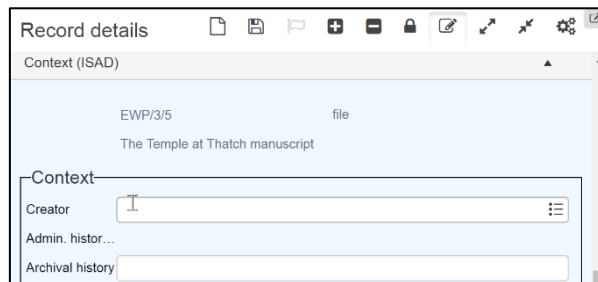 Record details
Context (ISAD)
EWP/3/5 file
The Temple at Thatch manuscript
Context
Creator
Admin. histor…
Archival history